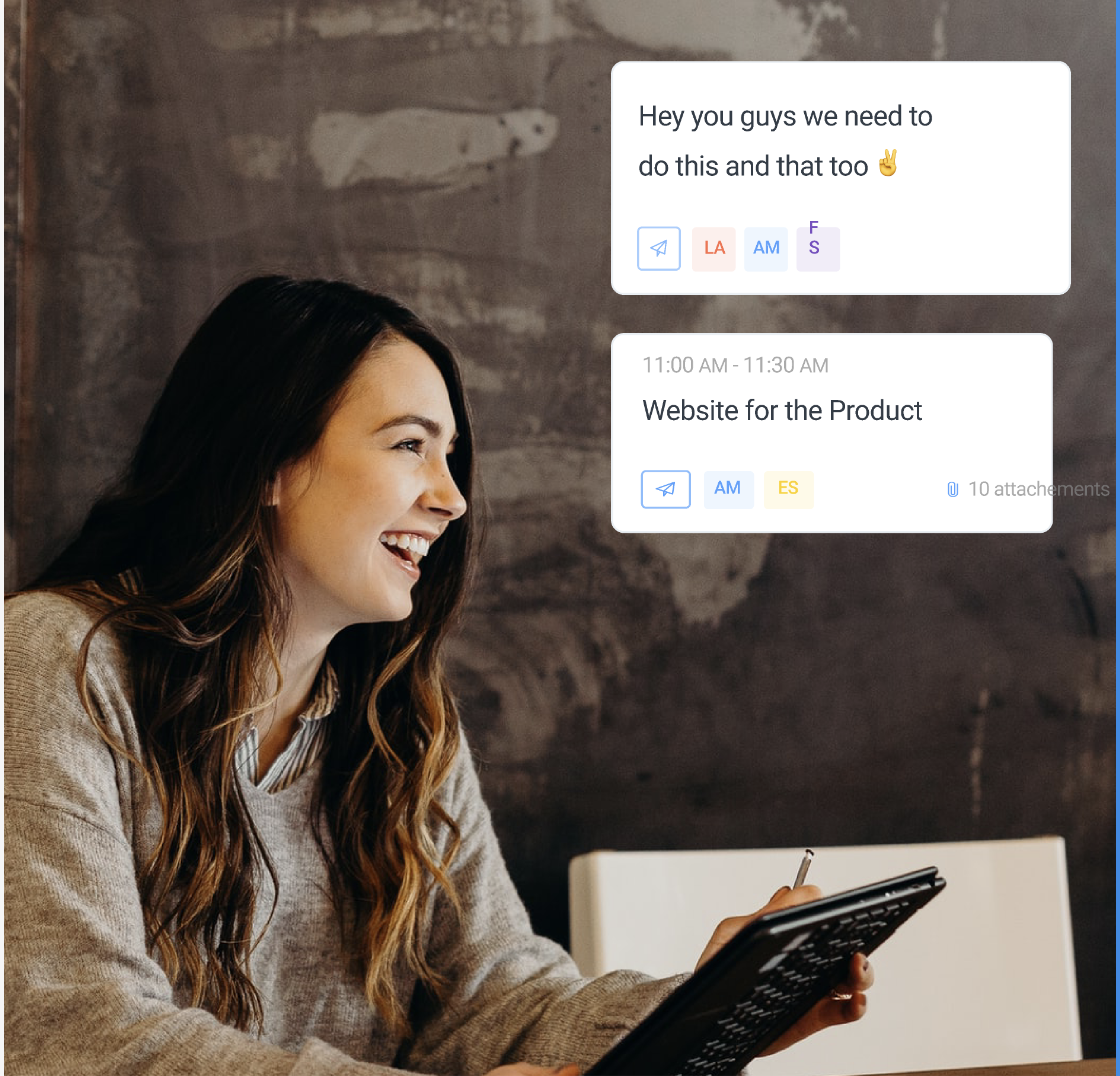 Hey you guys we need to
do this and that too ✌️
LA AM F
S
11:00 AM - 11:30 AM
Website for the Product
AM ES 10 attachements